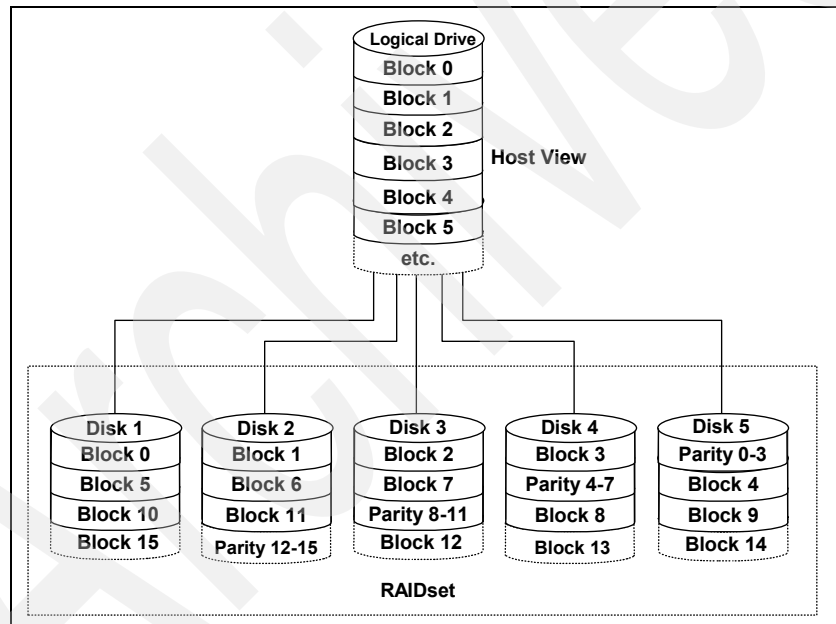 Logical Drive
Block 0
Block 1
Block 2
Block 3
Block 4
Block 5
etc.
Host View
Disk 1
Block 0
Block 5
Block 10
Block 15
Disk 2
Block 1
Block 6
Block 11
Parity 12-15
Disk 3
Block 2
Block 7
Parity 8-11
Block 12
Disk 4
Block 3
Parity 4-7
Block 8
Block 13
Disk 5
Parity 0-3
Block 4
Block 9
Block 14
RAIDset